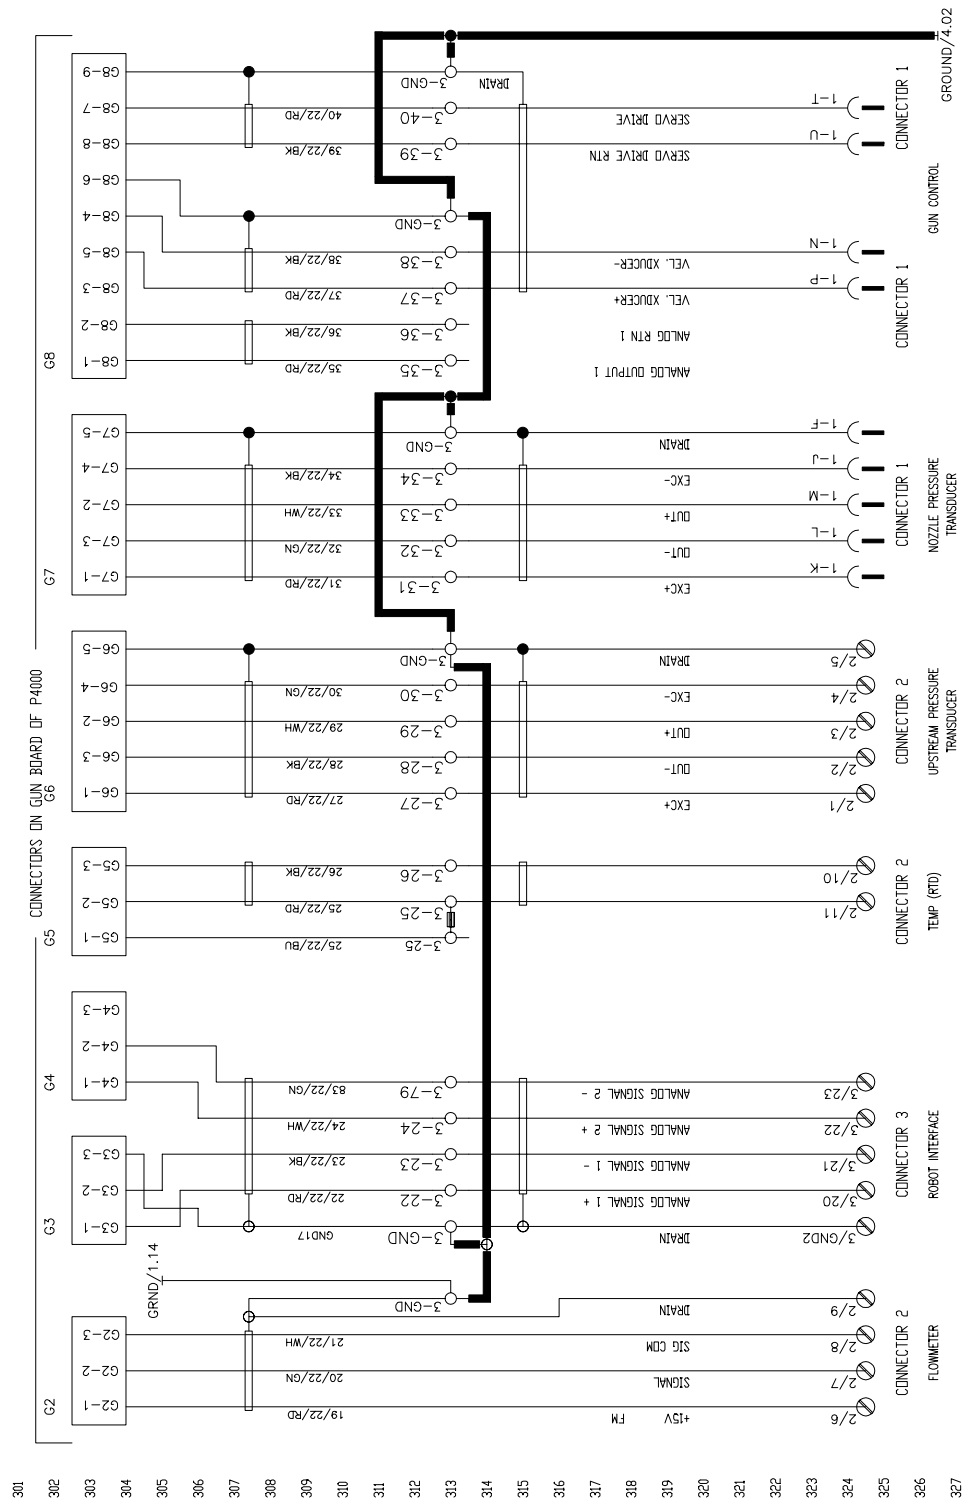 GROUND/4.02
CONNECTORS ON GUN BOARD OF P4000
G8
G8-9
3-GND
DRAIN
G8-7
40/22/RD
3-40
SERVO DRIVE
1-T
CONNECTOR 1
G8-8
39/22/BK
3-39
SERVO DRIVE RTN
1-U
GUN CONTROL
G8-6
G8-4
3-GND
G8-5
38/22/BK
3-38
VEL. XDUCER-
1-N
CONNECTOR 1
G8-3
37/22/RD
3-37
VEL. XDUCER+
1-P
G8-2
36/22/BK
3-36
ANLOG RTN 1
G8-1
35/22/RD
3-35
ANALOG OUTPUT 1
G7
G7-5
3-GND
DRAIN
1-F
G7-4
34/22/BK
3-34
EXC-
1-J
G7-2
33/22/WH
3-33
OUT+
1-M
G7-3
32/22/GN
3-32
OUT-
1-L
G7-1
31/22/RD
3-31
EXC+
1-K
CONNECTOR 1
NOZZLE PRESSURE
TRANSDUCER
G6
G6-5
3-GND
DRAIN
2/5
G6-4
30/22/GN
3-30
EXC-
2/4
G6-2
29/22/WH
3-29
OUT+
2/3
G6-3
28/22/BK
3-28
OUT-
2/2
G6-1
27/22/RD
3-27
EXC+
2/1
CONNECTOR 2
UPSTREAM PRESSURE
TRANSDUCER
G5
G5-3
26/22/BK
3-26
2/10
G5-2
25/22/RD
3-25
2/11
G5-1
25/22/BU
3-25
CONNECTOR 2
TEMP (RTD)
G4
G4-3
G4-2
G4-1
83/22/GN
3-79
ANALOG SIGNAL 2 -
3/23
24/22/WH
3-24
ANALOG SIGNAL 2 +
3/22
G3
G3-3
23/22/BK
3-23
ANALOG SIGNAL 1 -
3/21
G3-2
22/22/RD
3-22
ANALOG SIGNAL 1 +
3/20
G3-1
GND17
3-GND
DRAIN
3/GND2
CONNECTOR 3
ROBOT INTERFACE
GRND/1.14
3-GND
DRAIN
2/9
G2
G2-3
21/22/WH
SIG COM
2/8
G2-2
20/22/GN
SIGNAL
2/7
G2-1
19/22/RD
+15V FM
2/6
CONNECTOR 2
FLOWMETER
301
302
303
304
305
306
307
308
309
310
311
312
313
314
315
316
317
318
319
320
321
322
323
324
325
326
327